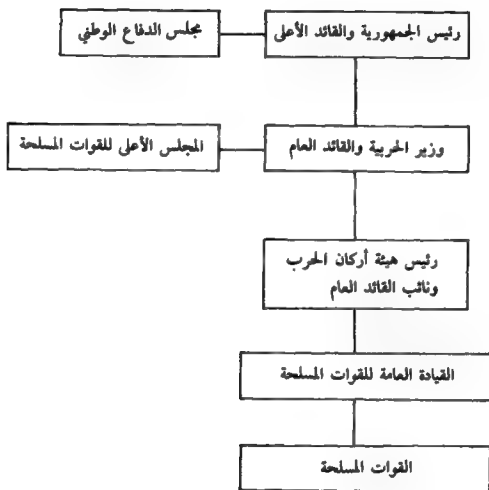 رئيس الجمهورية والقائد الأعلى
مجلس الدفاع الوطني
وزير الحربية والقائد العام
المجلس الأعلى للقوات المسلحة
رئيس هيئة أركان الحرب
ونائب القائد العام
القيادة العامة للقوات المسلحة
القوات المسلحة